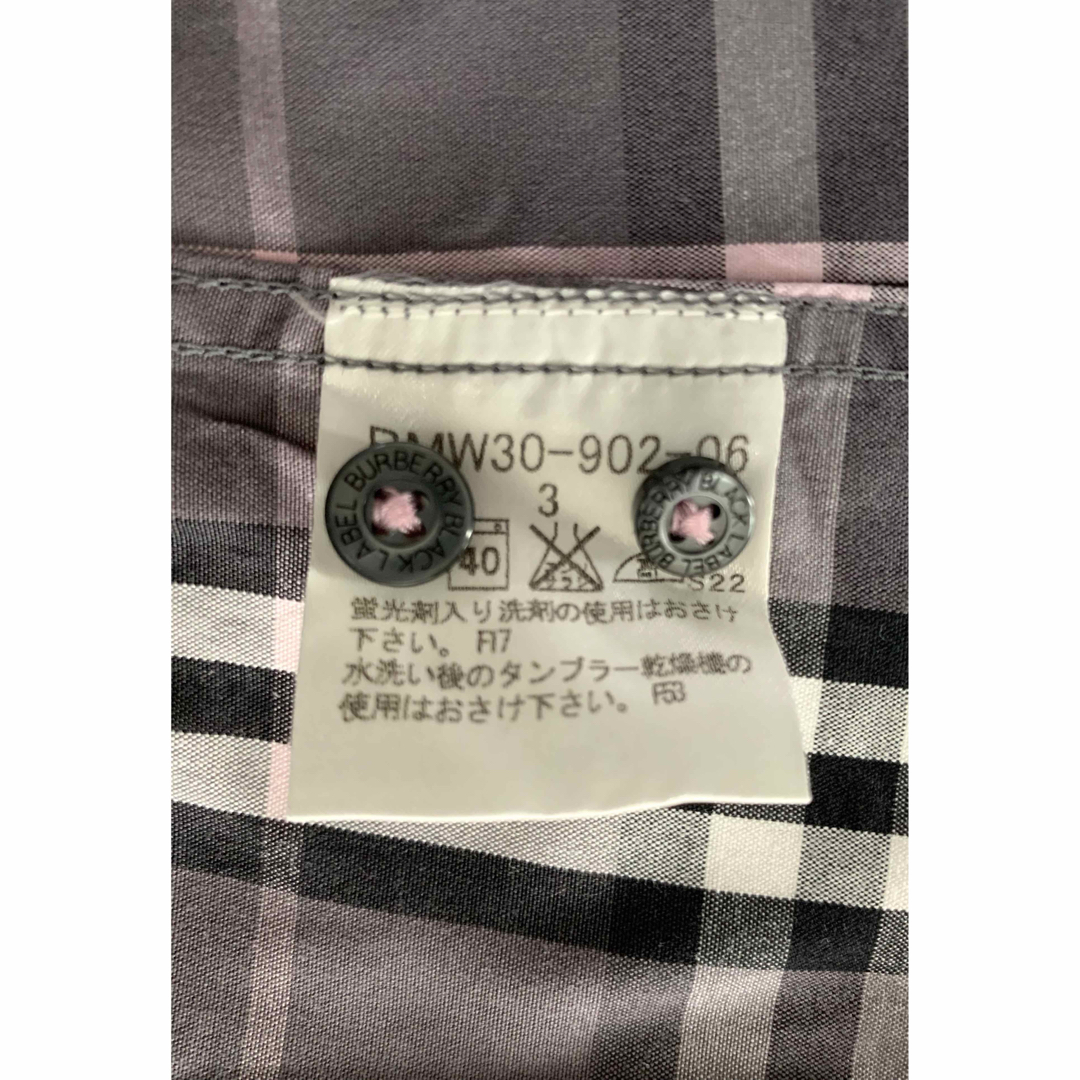 BMW30-902-06
3
BURBERRY BLACK LABEL
BURBERRY BLACK LABEL
40
S22
蛍光剤入り洗剤の使用はおさけ
下さい。F17
水洗い後のタンブラー乾燥機の
使用はおさけ下さい。F53